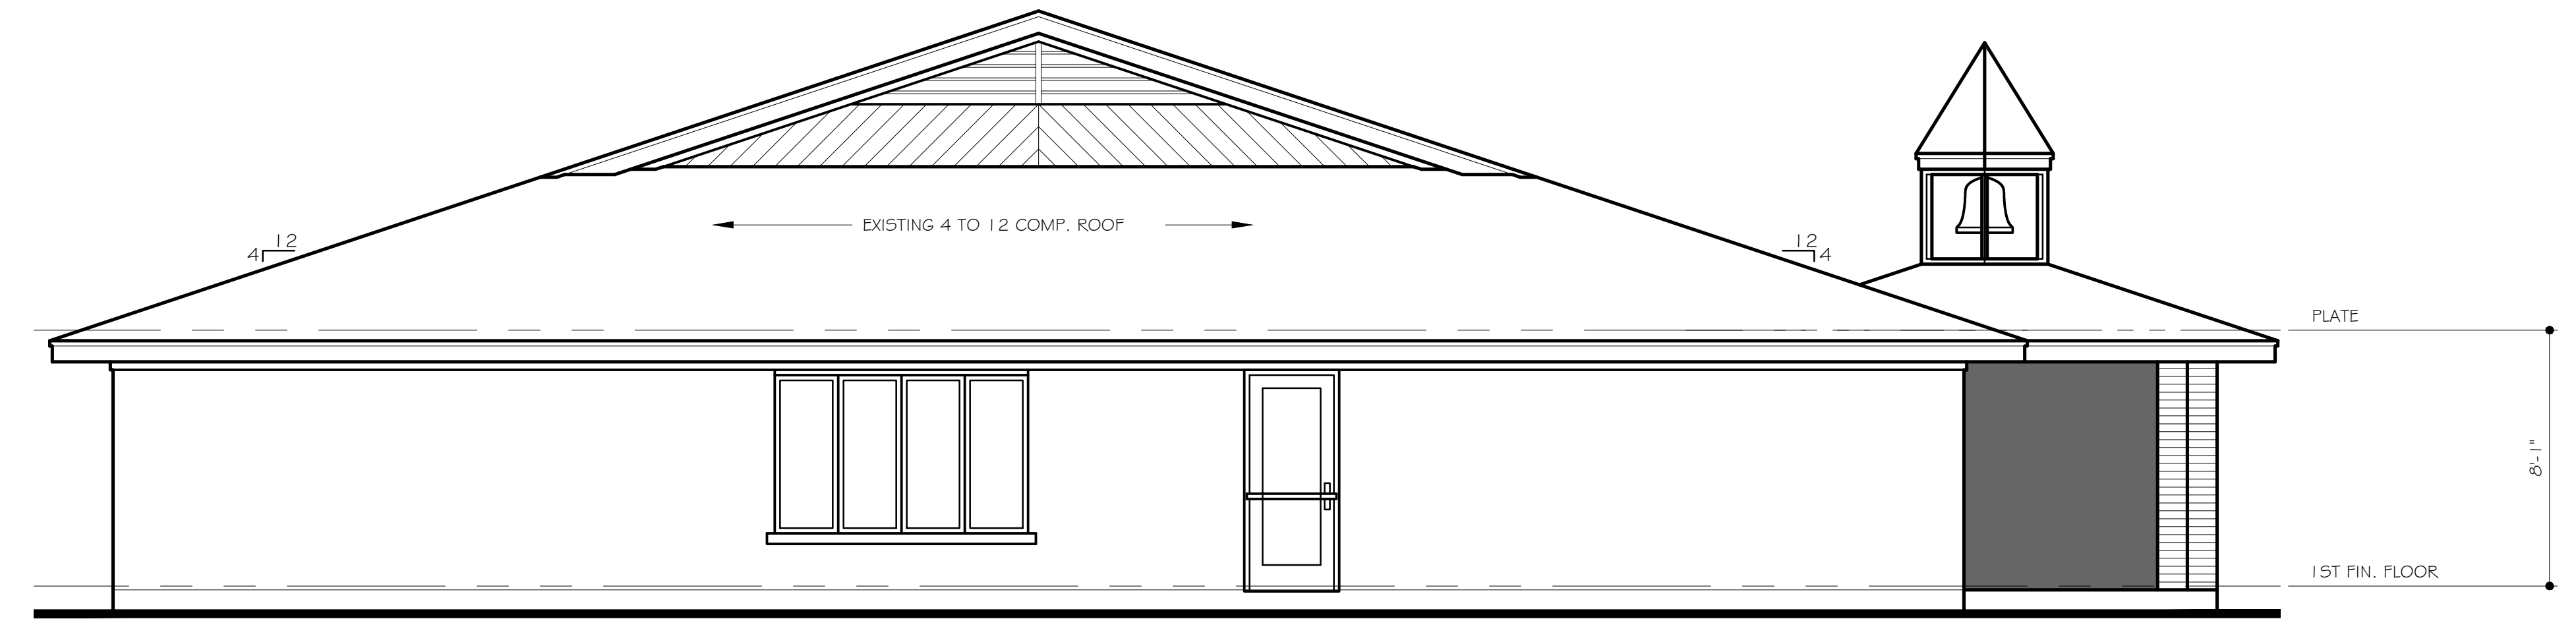 EXISTING 4 TO 12 COMP. ROOF
12
4
12
4
PLATE
8'-1"
1ST FIN. FLOOR